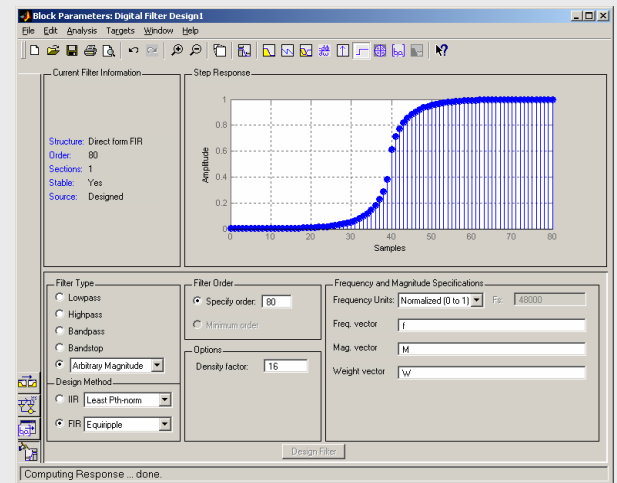 Block Parameters: Digital Filter Design1
File Edit Analysis Targets Window Help
Current Filter Information
Structure: Direct form FIR
Order: 80
Sections: 1
Stable: Yes
Source: Designed
Step Response
1
0.8
0.6
0.4
0.2
0
Amplitude
0 10 20 30 40 50 60 70 80
Samples
Filter Type
Lowpass
Highpass
Bandpass
Bandstop
Arbitrary Magnitude
Design Method
IIR Least Pth-norm
FIR Equiripple
Filter Order
Specify order: 80
Minimum order
Options
Density factor: 16
Frequency and Magnitude Specifications
Frequency Units: Normalized (0 to 1) Fs: 48000
Freq. vector f
Mag. vector M
Weight vector W
Design Filter
Computing Response ... done.